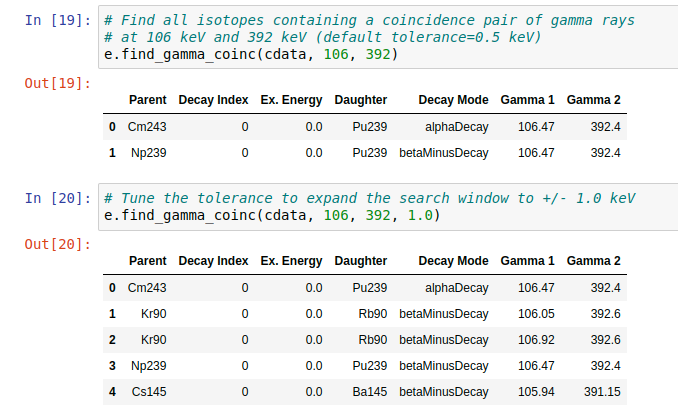 In [19]: # Find all isotopes containing a coincidence pair of gamma rays
# at 106 keV and 392 keV (default tolerance=0.5 keV)
e.find_gamma_coinc(cdata, 106, 392)
Out[19]:
Parent Decay Index Ex. Energy Daughter Decay Mode Gamma 1 Gamma 2
0 Cm243 0 0.0 Pu239 alphaDecay 106.47 392.4
1 Np239 0 0.0 Pu239 betaMinusDecay 106.47 392.4
In [20]: # Tune the tolerance to expand the search window to +/- 1.0 keV
e.find_gamma_coinc(cdata, 106, 392, 1.0)
Out[20]:
Parent Decay Index Ex. Energy Daughter Decay Mode Gamma 1 Gamma 2
0 Cm243 0 0.0 Pu239 alphaDecay 106.47 392.4
1 Kr90 0 0.0 Rb90 betaMinusDecay 106.05 392.6
2 Kr90 0 0.0 Rb90 betaMinusDecay 106.92 392.6
3 Np239 0 0.0 Pu239 betaMinusDecay 106.47 392.4
4 Cs145 0 0.0 Ba145 betaMinusDecay 105.94 391.15